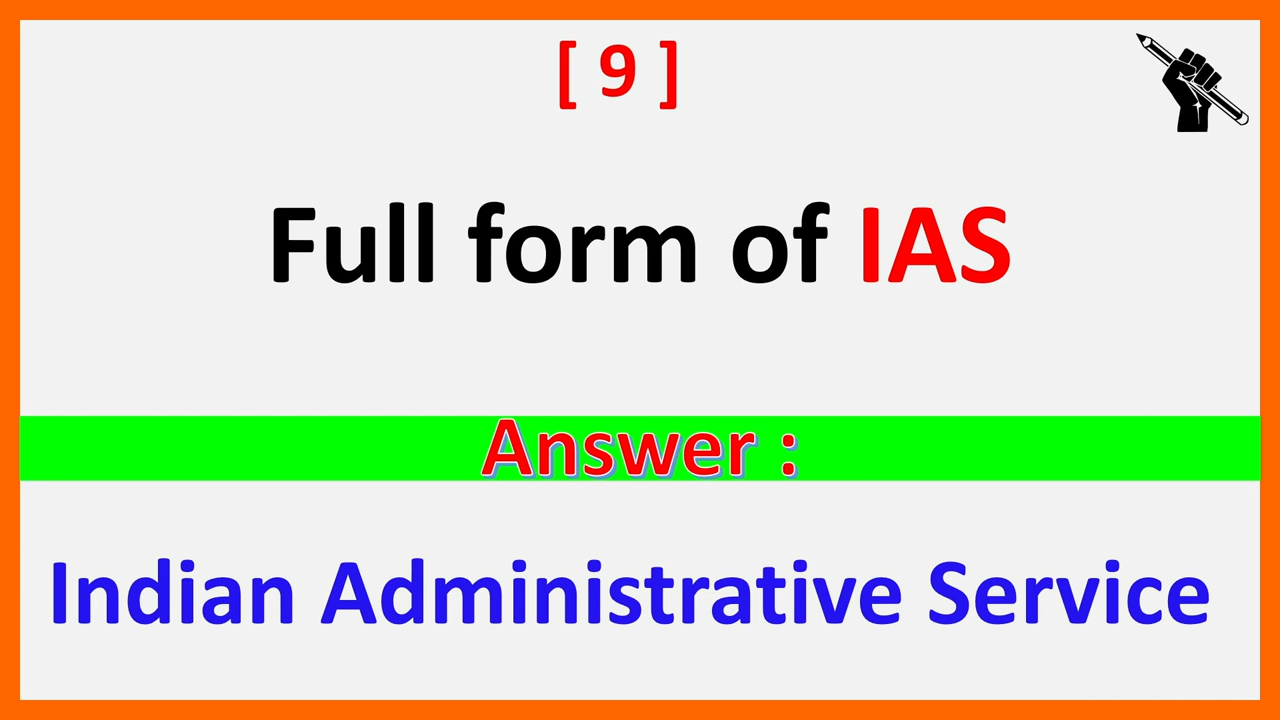 [ 9 ]
Full form of IAS
Answer :
Indian Administrative Service